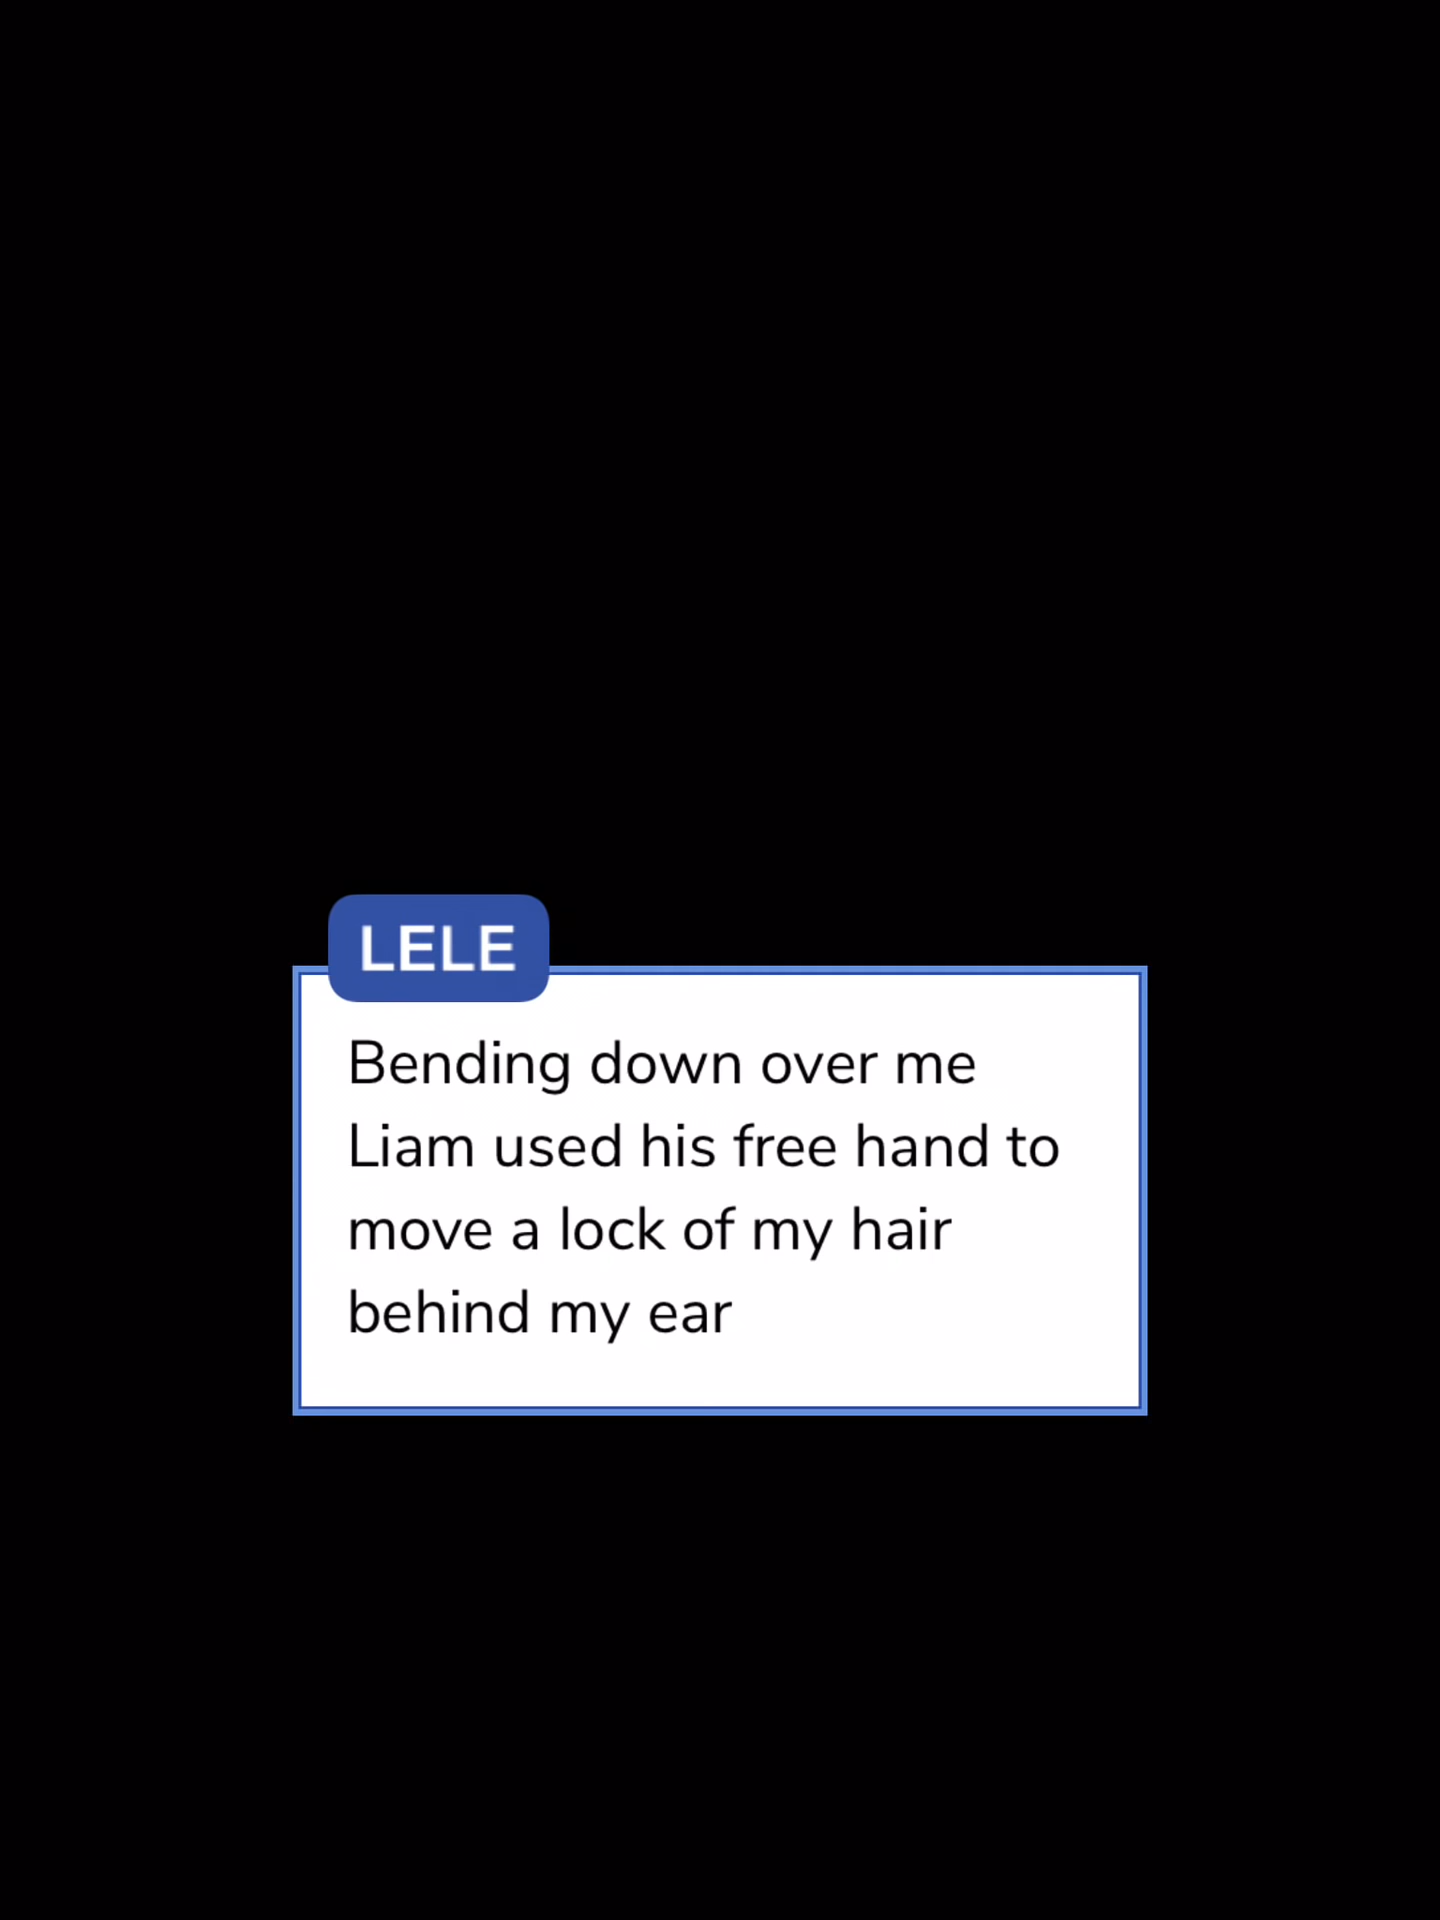 LELE
Bending down over me
Liam used his free hand to
move a lock of my hair
behind my ear